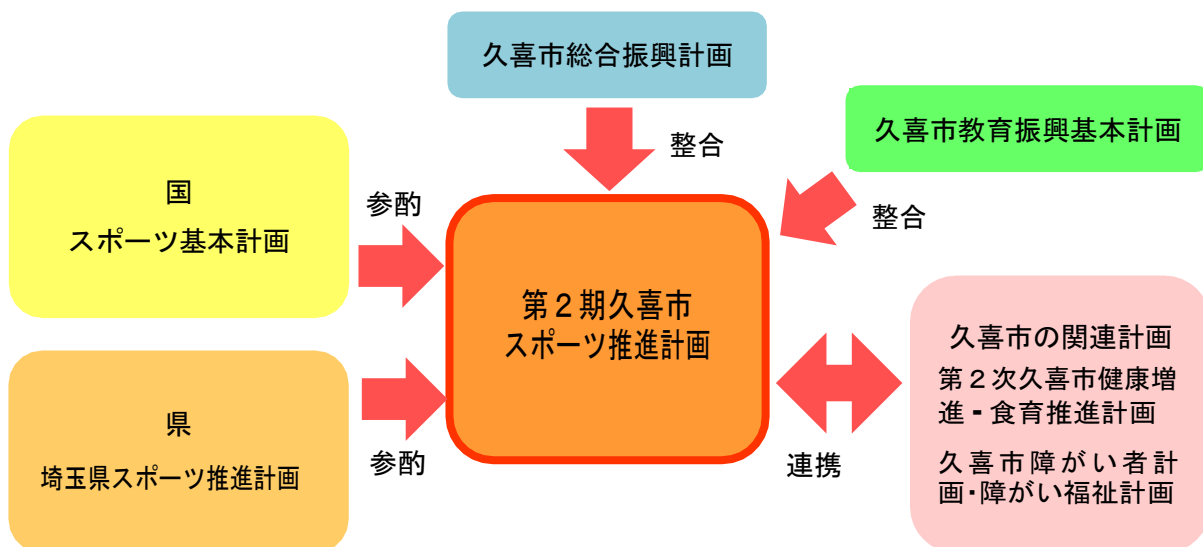 久喜市総合振興計画
整合
久喜市教育振興基本計画
整合
国
スポーツ基本計画
参酌
第２期久喜市
スポーツ推進計画
県
埼玉県スポーツ推進計画
参酌
連携
久喜市の関連計画
第２次久喜市健康増
進・食育推進計画
久喜市障がい者計
画・障がい福祉計画